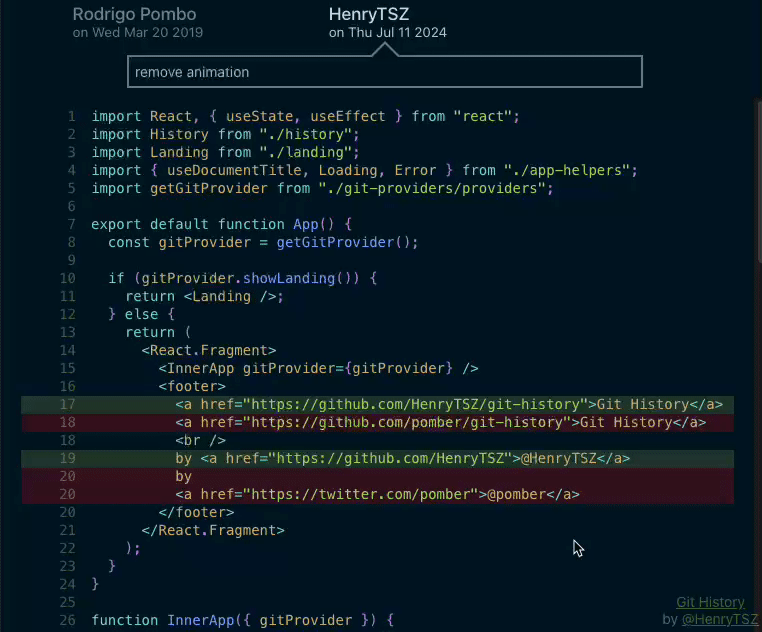 Rodrigo Pombo HenryTSZ
on Wed Mar 20 2019 on Thu Jul 11 2024
remove animation
1 import React, { useState, useEffect } from "react";
2 import History from "./history";
3 import Landing from "./landing";
4 import { useDocumentTitle, Loading, Error } from "./app-helpers";
5 import getGitProvider from "./git-providers/providers";
6
7 export default function App() {
8   const gitProvider = getGitProvider();
9
10   if (gitProvider.showLanding()) {
11     return <Landing />;
12   } else {
13     return (
14       <React.Fragment>
15         <InnerApp gitProvider={gitProvider} />
16         <footer>
17           <a href="https://github.com/HenryTSZ/git-history">Git History</a>
18           <a href="https://github.com/pomber/git-history">Git History</a>
18           <br />
19           by <a href="https://github.com/HenryTSZ">@HenryTSZ</a>
20           by
20           <a href="https://twitter.com/pomber">@pomber</a>
20         </footer>
21       </React.Fragment>
22     );
23   }
24 }
25
26 function InnerApp({ gitProvider }) {
Git History
by @HenryTSZ